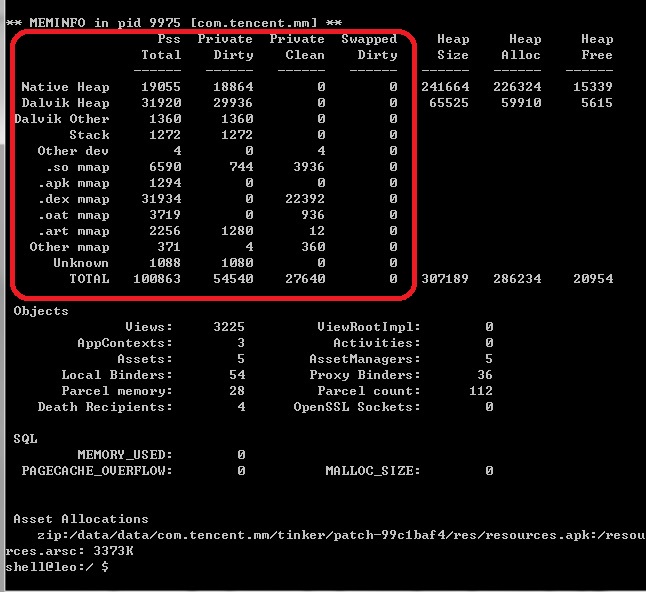 ** MEMINFO in pid 9975 [com.tencent.mm] **
Pss Private Private Swapped Heap Heap Heap
Total Dirty Clean Dirty Size Alloc Free
------ ------ ------ ------ ------ ------ ------
Native Heap 19055 18864 0 0 241664 226324 15339
Dalvik Heap 31920 29936 0 0 65525 59910 5615
Dalvik Other 1360 1360 0 0
Stack 1272 1272 0 0
Other dev 4 0 4 0
.so mmap 6590 744 3936 0
.apk mmap 1294 0 0 0
.dex mmap 31934 0 22392 0
.oat mmap 3719 0 936 0
.art mmap 2256 1280 12 0
Other mmap 371 4 360 0
Unknown 1088 1080 0 0
TOTAL 100863 54540 27640 0 307189 286234 20954
Objects
Views: 3225 ViewRootImpl: 0
AppContexts: 3 Activities: 0
Assets: 5 AssetManagers: 5
Local Binders: 54 Proxy Binders: 36
Parcel memory: 28 Parcel count: 112
Death Recipients: 4 OpenSSL Sockets: 0
SQL
MEMORY_USED: 0
PAGECACHE_OVERFLOW: 0 MALLOC_SIZE: 0
Asset Allocations
zip:/data/data/com.tencent.mm/tinker/patch-99c1baf4/res/resources.apk:/resou
rces.arsc: 3373K
shell@leo:/ $